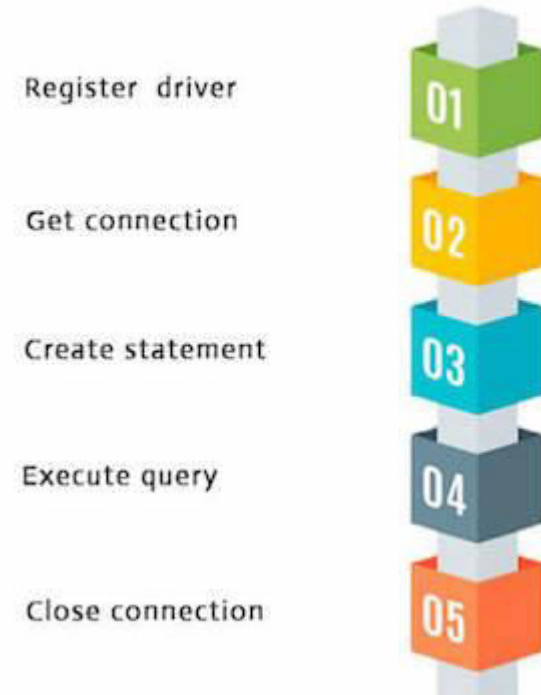 Register driver
01
Get connection
02
Create statement
03
Execute query
04
Close connection
05